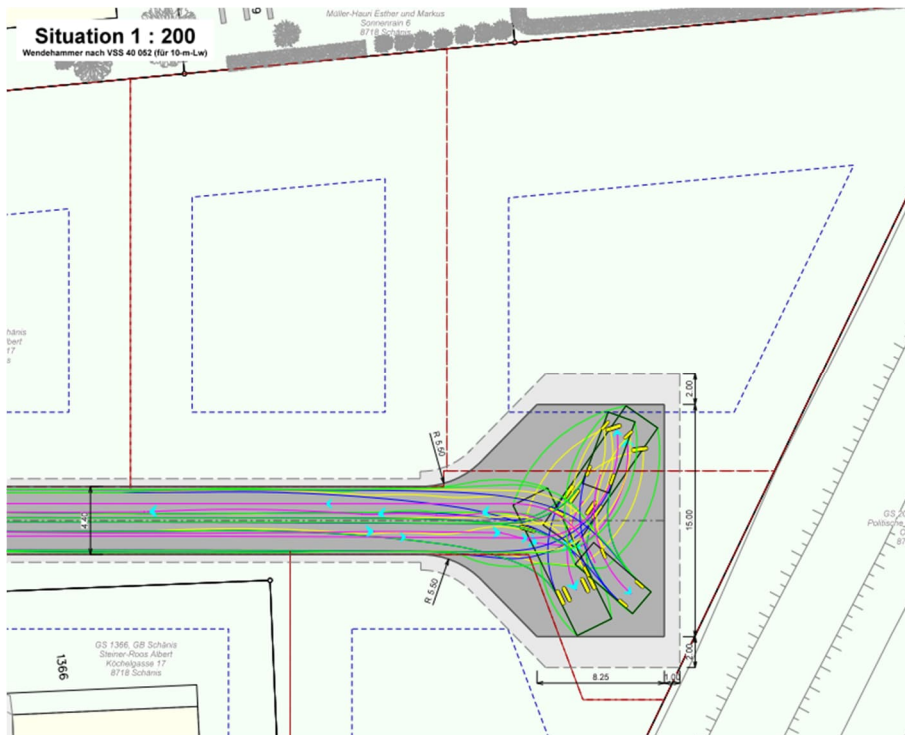 Situation 1 : 200
Wendehammer nach VSS 40 052 (für 10-m-Lw)
Müller-Hauri Esther und Markus
Sonnenrain 6
8718 Schänis
R 5.50
2.00
4.40
15.00
R 5.50
2.00
8.25
1.00
GS 1366, GB Schänis
Steiner-Roos Albert
Köchelgasse 17
8718 Schänis
1366